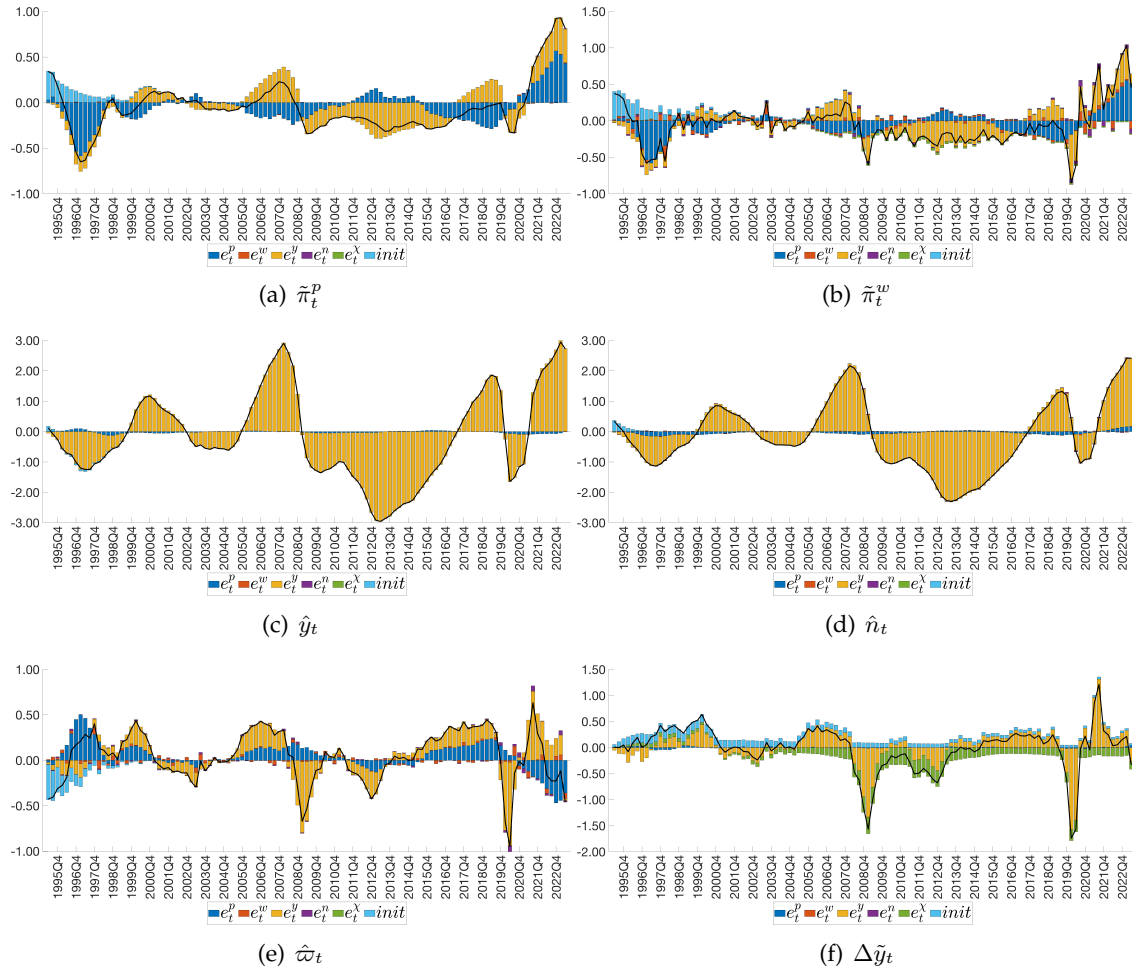 1.00
0.50
0.00
-0.50
-1.00
1995Q4
1996Q4
1997Q4
1998Q4
1999Q4
2000Q4
2001Q4
2002Q4
2003Q4
2004Q4
2005Q4
2006Q4
2007Q4
2008Q4
2009Q4
2010Q4
2011Q4
2012Q4
2013Q4
2014Q4
2015Q4
2016Q4
2017Q4
2018Q4
2019Q4
2020Q4
2021Q4
2022Q4
e_t^p e_t^w e_t^y e_t^n e_t^χ init
(a) π̃_t^p
1.50
1.00
0.50
0.00
-0.50
-1.00
1995Q4
1996Q4
1997Q4
1998Q4
1999Q4
2000Q4
2001Q4
2002Q4
2003Q4
2004Q4
2005Q4
2006Q4
2007Q4
2008Q4
2009Q4
2010Q4
2011Q4
2012Q4
2013Q4
2014Q4
2015Q4
2016Q4
2017Q4
2018Q4
2019Q4
2020Q4
2021Q4
2022Q4
e_t^p e_t^w e_t^y e_t^n e_t^χ init
(b) π̃_t^w
3.00
2.00
1.00
0.00
-1.00
-2.00
-3.00
1995Q4
1996Q4
1997Q4
1998Q4
1999Q4
2000Q4
2001Q4
2002Q4
2003Q4
2004Q4
2005Q4
2006Q4
2007Q4
2008Q4
2009Q4
2010Q4
2011Q4
2012Q4
2013Q4
2014Q4
2015Q4
2016Q4
2017Q4
2018Q4
2019Q4
2020Q4
2021Q4
2022Q4
e_t^p e_t^w e_t^y e_t^n e_t^χ init
(c) ŷ_t
3.00
2.00
1.00
0.00
-1.00
-2.00
-3.00
1995Q4
1996Q4
1997Q4
1998Q4
1999Q4
2000Q4
2001Q4
2002Q4
2003Q4
2004Q4
2005Q4
2006Q4
2007Q4
2008Q4
2009Q4
2010Q4
2011Q4
2012Q4
2013Q4
2014Q4
2015Q4
2016Q4
2017Q4
2018Q4
2019Q4
2020Q4
2021Q4
2022Q4
e_t^p e_t^w e_t^y e_t^n e_t^χ init
(d) n̂_t
1.00
0.50
0.00
-0.50
-1.00
1995Q4
1996Q4
1997Q4
1998Q4
1999Q4
2000Q4
2001Q4
2002Q4
2003Q4
2004Q4
2005Q4
2006Q4
2007Q4
2008Q4
2009Q4
2010Q4
2011Q4
2012Q4
2013Q4
2014Q4
2015Q4
2016Q4
2017Q4
2018Q4
2019Q4
2020Q4
2021Q4
2022Q4
e_t^p e_t^w e_t^y e_t^n e_t^χ init
(e) ϖ̂_t
1.50
1.00
0.50
0.00
-0.50
-1.00
-1.50
-2.00
1995Q4
1996Q4
1997Q4
1998Q4
1999Q4
2000Q4
2001Q4
2002Q4
2003Q4
2004Q4
2005Q4
2006Q4
2007Q4
2008Q4
2009Q4
2010Q4
2011Q4
2012Q4
2013Q4
2014Q4
2015Q4
2016Q4
2017Q4
2018Q4
2019Q4
2020Q4
2021Q4
2022Q4
e_t^p e_t^w e_t^y e_t^n e_t^χ init
(f) Δỹ_t